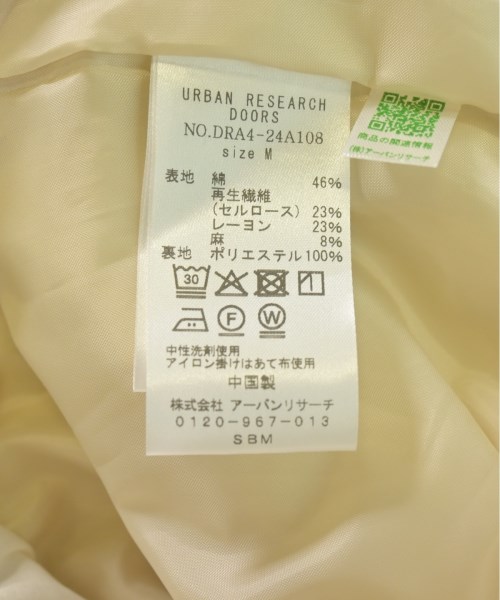 URBAN RESEARCH
DOORS
NO.DRA4-24A108
size M
表地 綿 46%
再生繊維
(セルロース) 23%
レーヨン 23%
麻 8%
裏地 ポリエステル100%
30
F W
中性洗剤使用
アイロン掛けはあて布使用
中国製
株式会社 アーバンリサーチ
0120-967-013
SBM
商品の関連情報
(株)アーバンリサーチ